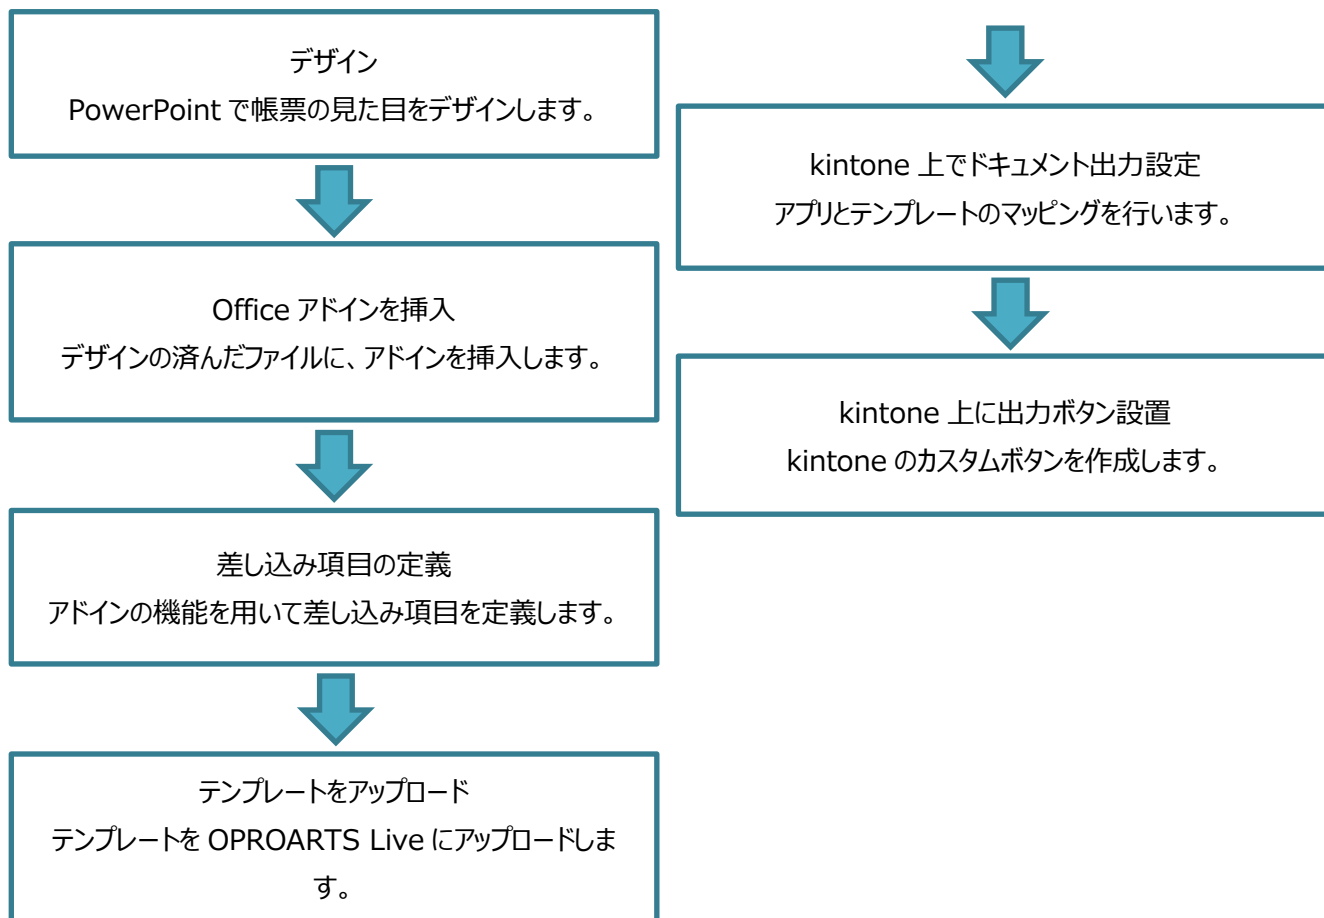 デザイン
PowerPoint で帳票の見た目をデザインします。
Office アドインを挿入
デザインの済んだファイルに、アドインを挿入します。
差し込み項目の定義
アドインの機能を用いて差し込み項目を定義します。
テンプレートをアップロード
テンプレートを OPROARTS Live にアップロードしま
す。
kintone 上でドキュメント出力設定
アプリとテンプレートのマッピングを行います。
kintone 上に出力ボタン設置
kintone のカスタムボタンを作成します。